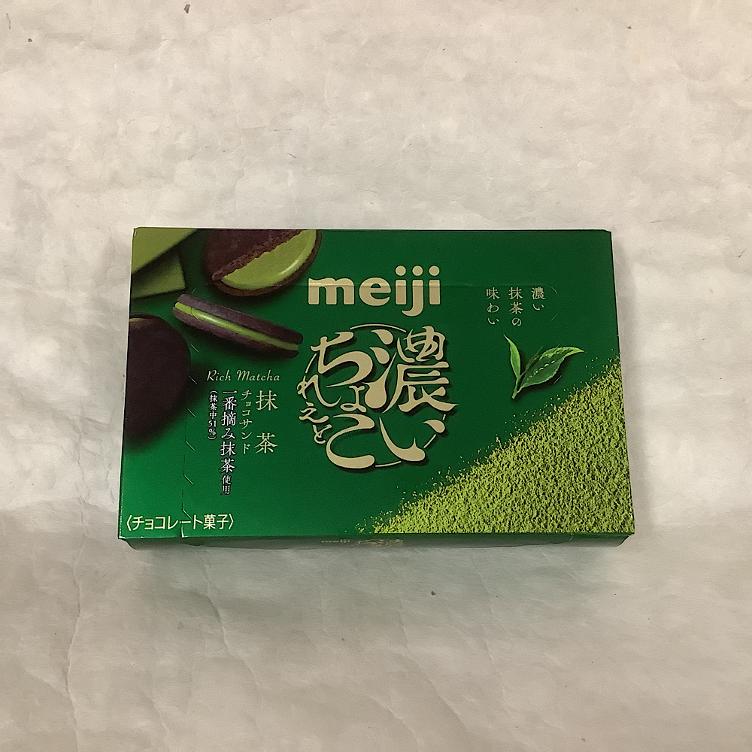 meiji
濃い
抹茶の
味わい
濃い
ちょこ
れえと
Rich Matcha
抹茶
チョコサンド
一番摘み抹茶使用
(抹茶中51%)
〈チョコレート菓子〉
meiji